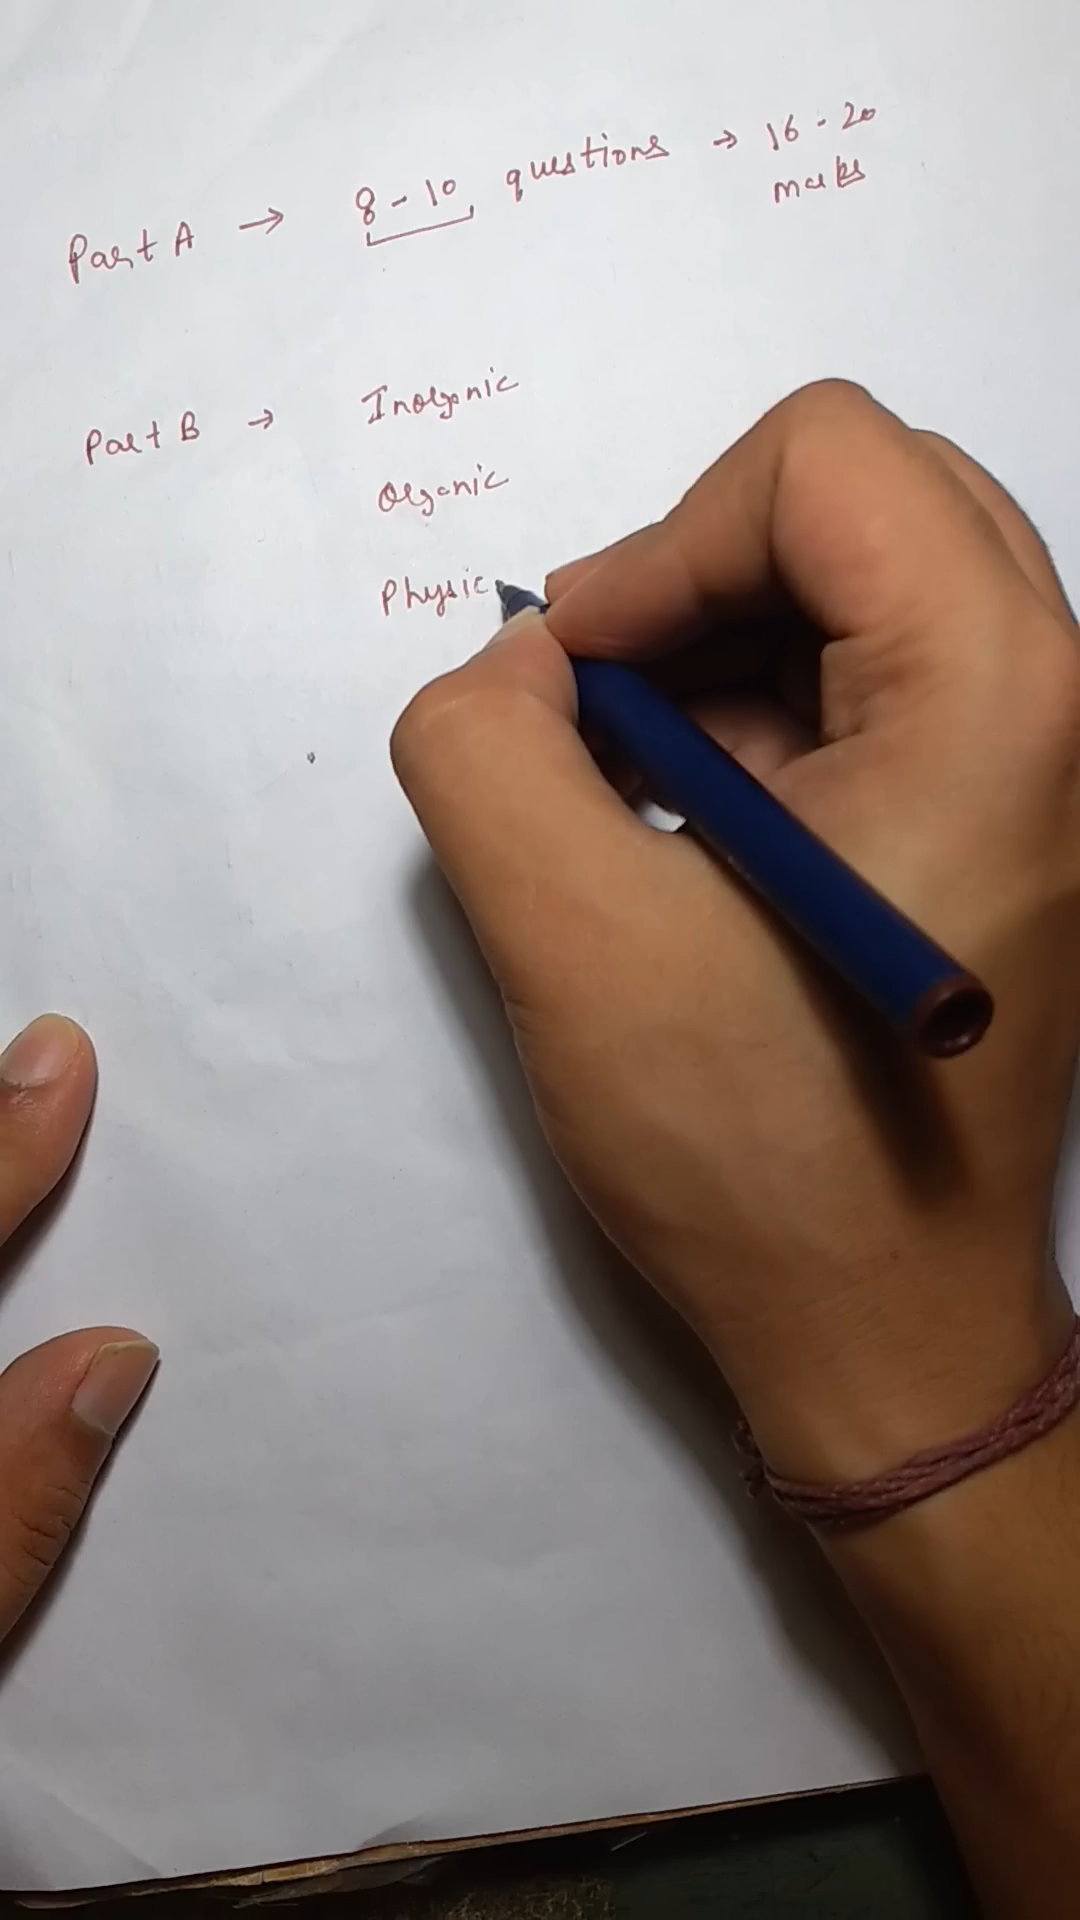 Part A → 8 - 10 questions → 16 - 20 marks
Part B → Inorganic
Organic
Physic